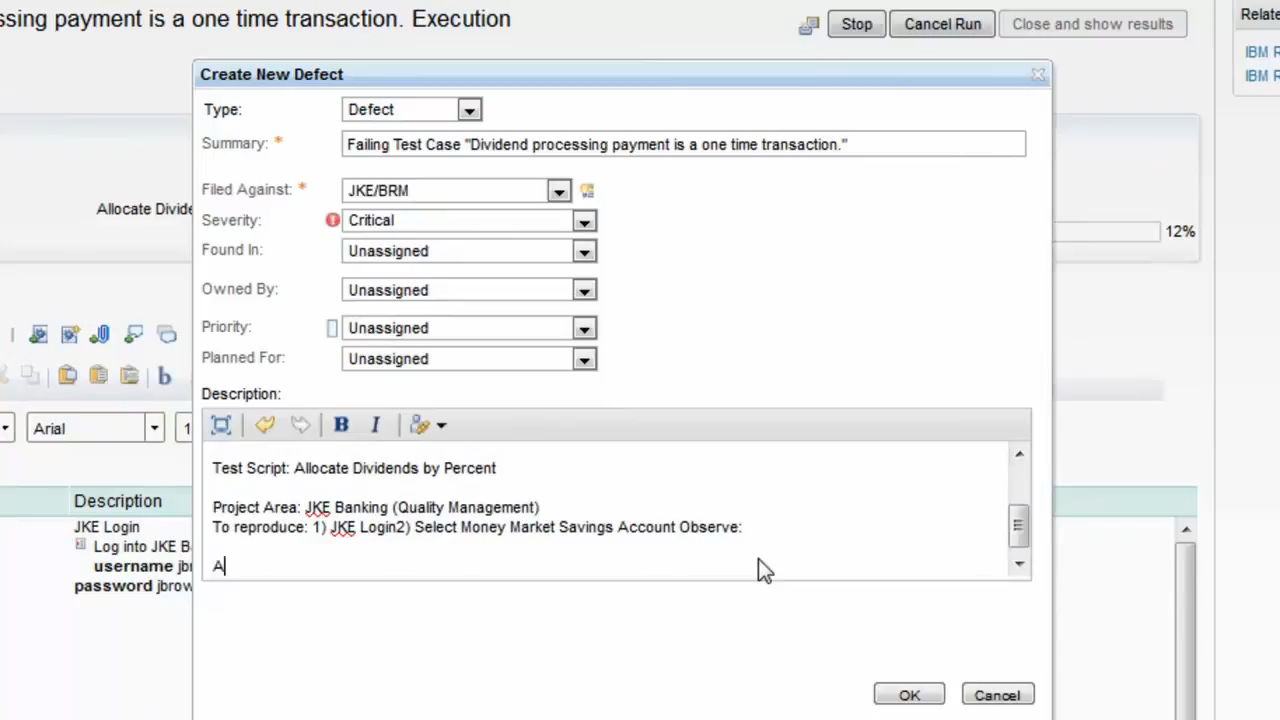 ssing payment is a one time transaction. Execution
Stop
Cancel Run
Close and show results
Relate
IBM R
IBM R
Create New Defect
Type:
Defect
Summary: *
Failing Test Case "Dividend processing payment is a one time transaction."
Filed Against: *
JKE/BRM
Allocate Divide
Severity:
Critical
12%
Found In:
Unassigned
Owned By:
Unassigned
Priority:
Unassigned
Planned For:
Unassigned
b
Description:
Arial
1
B I
Test Script: Allocate Dividends by Percent
Description
Project Area: JKE Banking (Quality Management)
To reproduce: 1) JKE Login2) Select Money Market Savings Account Observe:
JKE Login
Log into JKE B
username jb
password jbrow
A
OK
Cancel